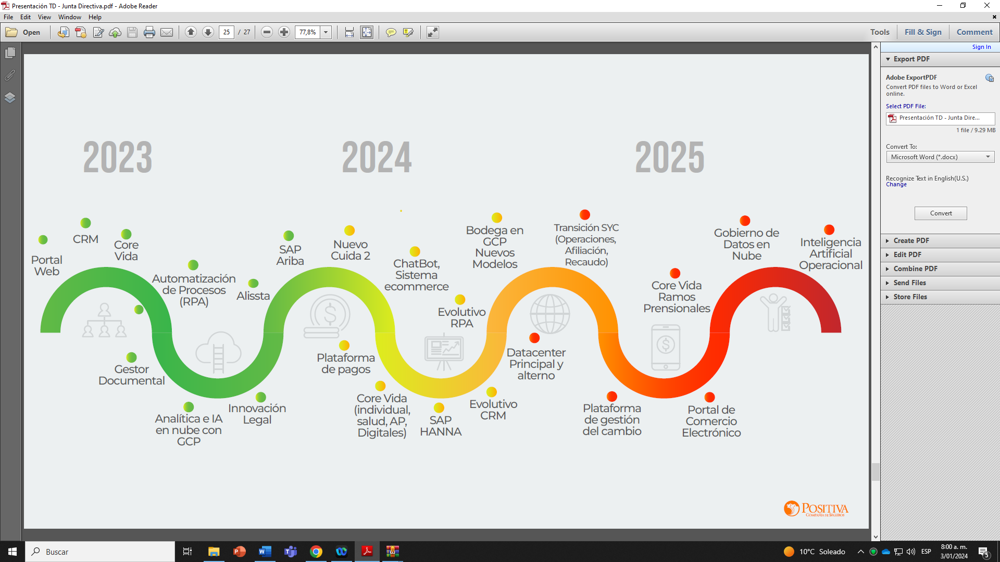 Presentación TD - Junta Directiva.pdf - Adobe Reader
File Edit View Window Help
Open
25 / 27
77,8%
Tools
Fill & Sign
Comment
Sign In
Export PDF
Adobe ExportPDF
Convert PDF files to Word or Excel
online.
Select PDF File:
Presentación TD - Junta Dire...
1 file / 9.29 MB
Convert To:
Microsoft Word (*.docx)
Recognize Text in English(U.S.)
Change
Convert
Create PDF
Edit PDF
Combine PDF
Send Files
Store Files
2023
2024
2025
Portal
Web
CRM
Core
Vida
Automatización
de Procesos
(RPA)
Alissta
Gestor
Documental
Analítica e IA
en nube con
GCP
Innovación
Legal
SAP
Ariba
Nuevo
Cuida 2
ChatBot,
Sistema
ecommerce
Evolutivo
RPA
Bodega en
GCP
Nuevos
Modelos
Plataforma
de pagos
Core Vida
(individual,
salud, AP,
Digitales)
SAP
HANNA
Evolutivo
CRM
Transición SYC
(Operaciones,
Afiliación,
Recaudo)
Datacenter
Principal y
alterno
Core Vida
Ramos
Prensionales
Gobierno de
Datos en
Nube
Inteligencia
Artificial
Operacional
Plataforma
de gestión
del cambio
Portal de
Comercio
Electrónico
POSITIVA
COMPAÑÍA DE SEGUROS
Buscar
10°C Soleado
ESP
8:00 a. m.
3/01/2024
5